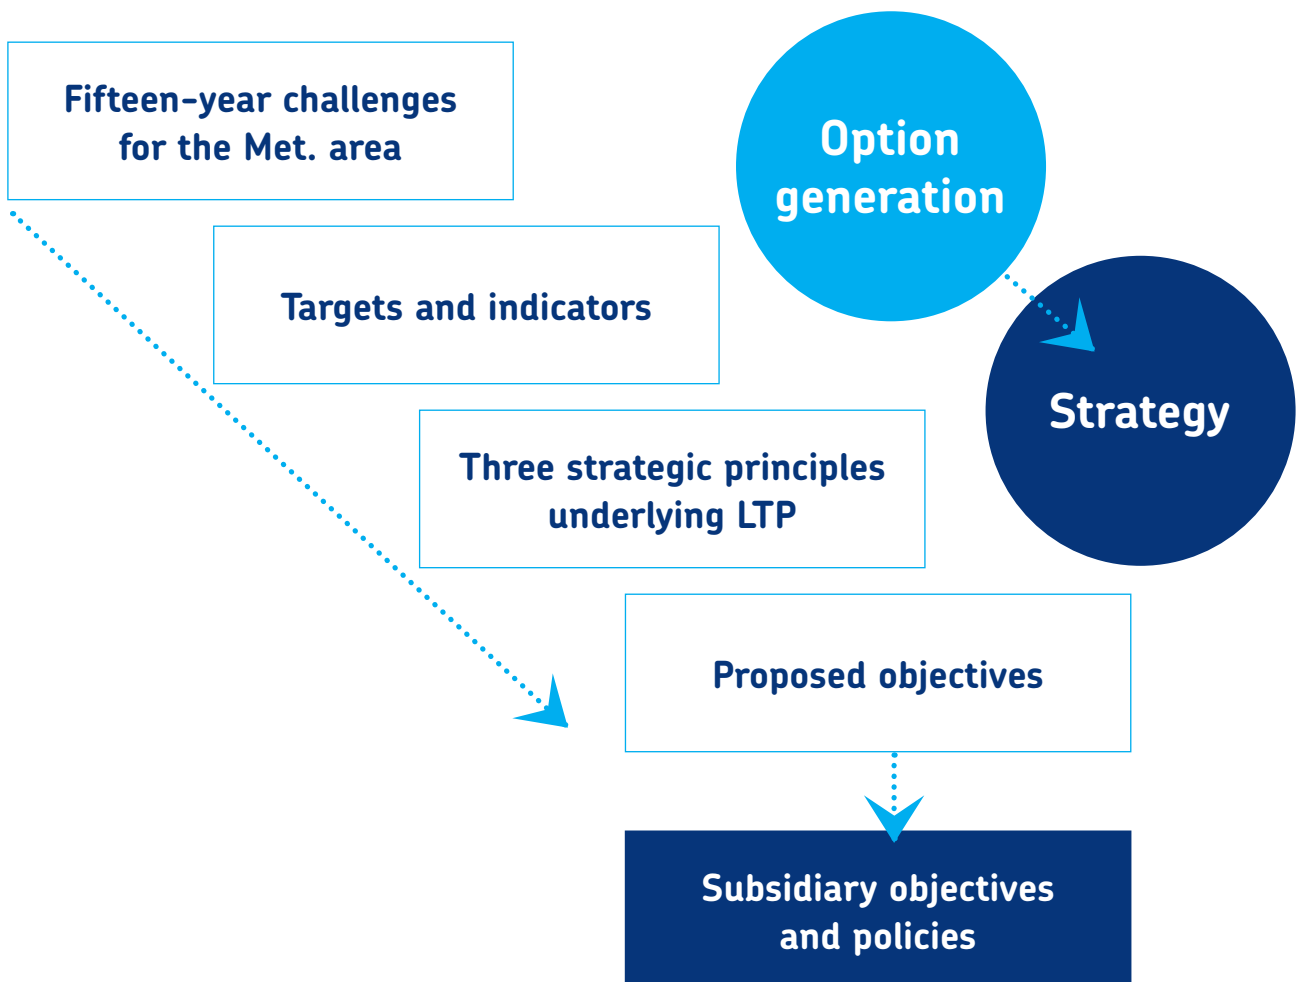 Fifteen-year challenges
for the Met. area
Option
generation
Targets and indicators
Strategy
Three strategic principles
underlying LTP
Proposed objectives
Subsidiary objectives
and policies